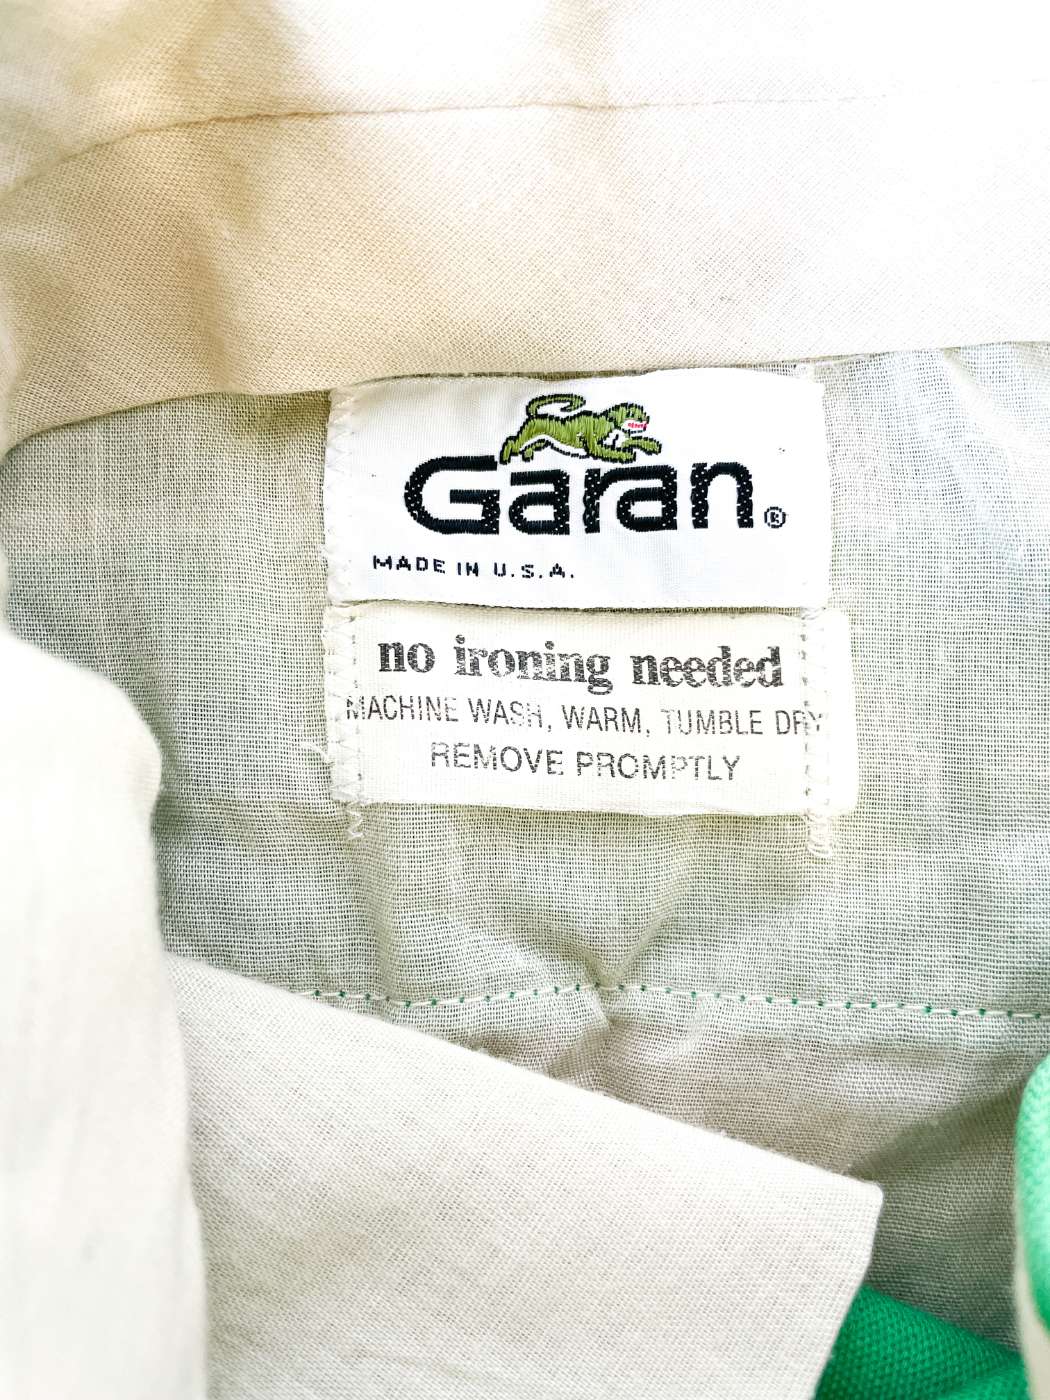 Garan®
MADE IN U.S.A.
no ironing needed
MACHINE WASH, WARM, TUMBLE DRY
REMOVE PROMPTLY